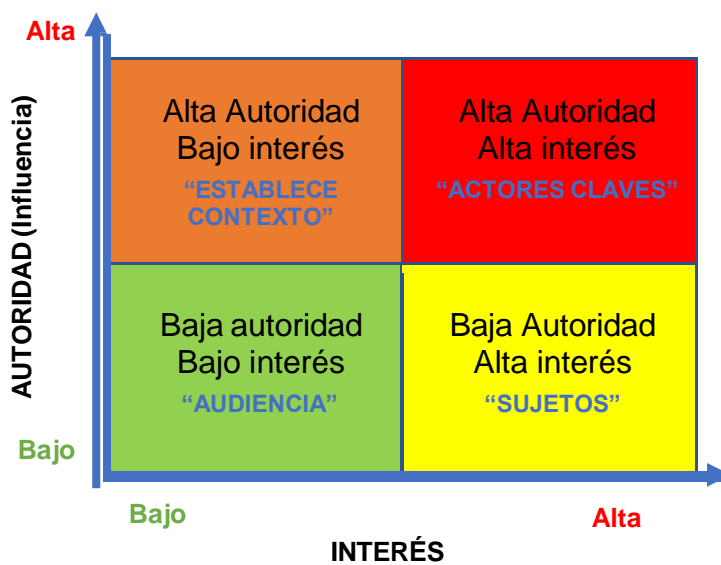 Alta
AUTORIDAD (Influencia)
Alta Autoridad
Bajo interés
“ESTABLECE
CONTEXTO”
Alta Autoridad
Alta interés
“ACTORES CLAVES”
Baja autoridad
Bajo interés
“AUDIENCIA”
Baja Autoridad
Alta interés
“SUJETOS”
Bajo
Bajo
Alta
INTERÉS